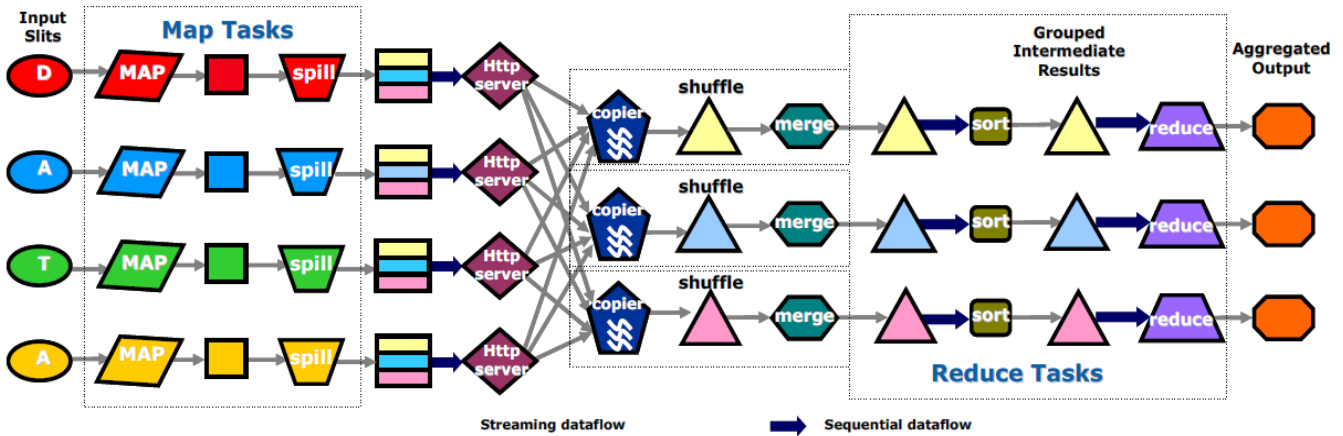 Input
Slits
Map Tasks
Grouped
Intermediate
Results
Aggregated
Output
D
MAP
spill
Http
server
A
MAP
spill
Http
server
T
MAP
spill
Http
server
A
MAP
spill
Http
server
copier
shuffle
merge
sort
reduce
copier
shuffle
merge
sort
reduce
copier
shuffle
merge
sort
reduce
Reduce Tasks
Streaming dataflow
Sequential dataflow